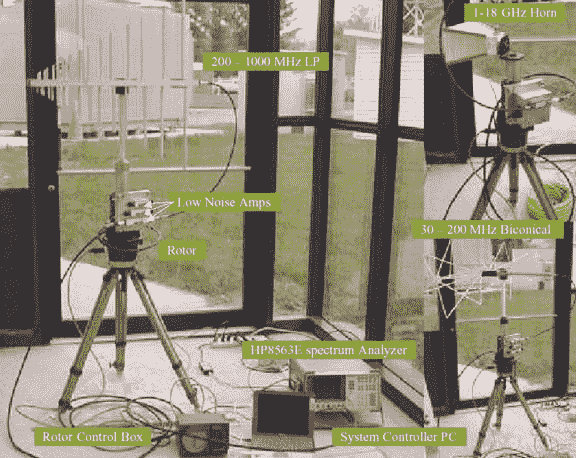 1-18 GHz Horn
200 - 1000 MHz LP
Low Noise Amps
30 – 200 MHz Biconical
Rotor
HP8563E spectrum Analyzer
Rotor Control Box
System Controller PC